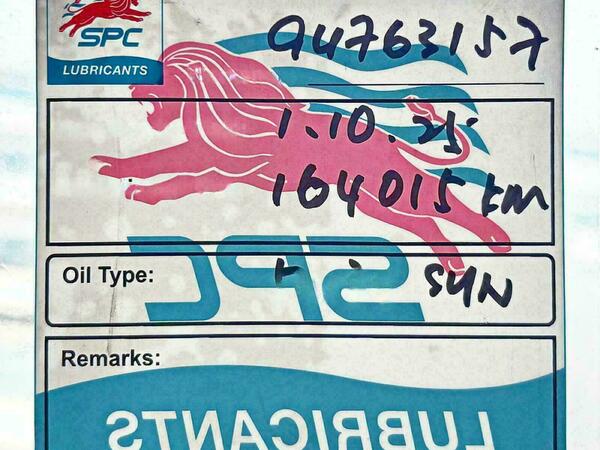 SPC
LUBRICANTS
94763157
1.10.25
164015 km
Oil Type: SYN
Remarks:
SPC
LUBRICANTS